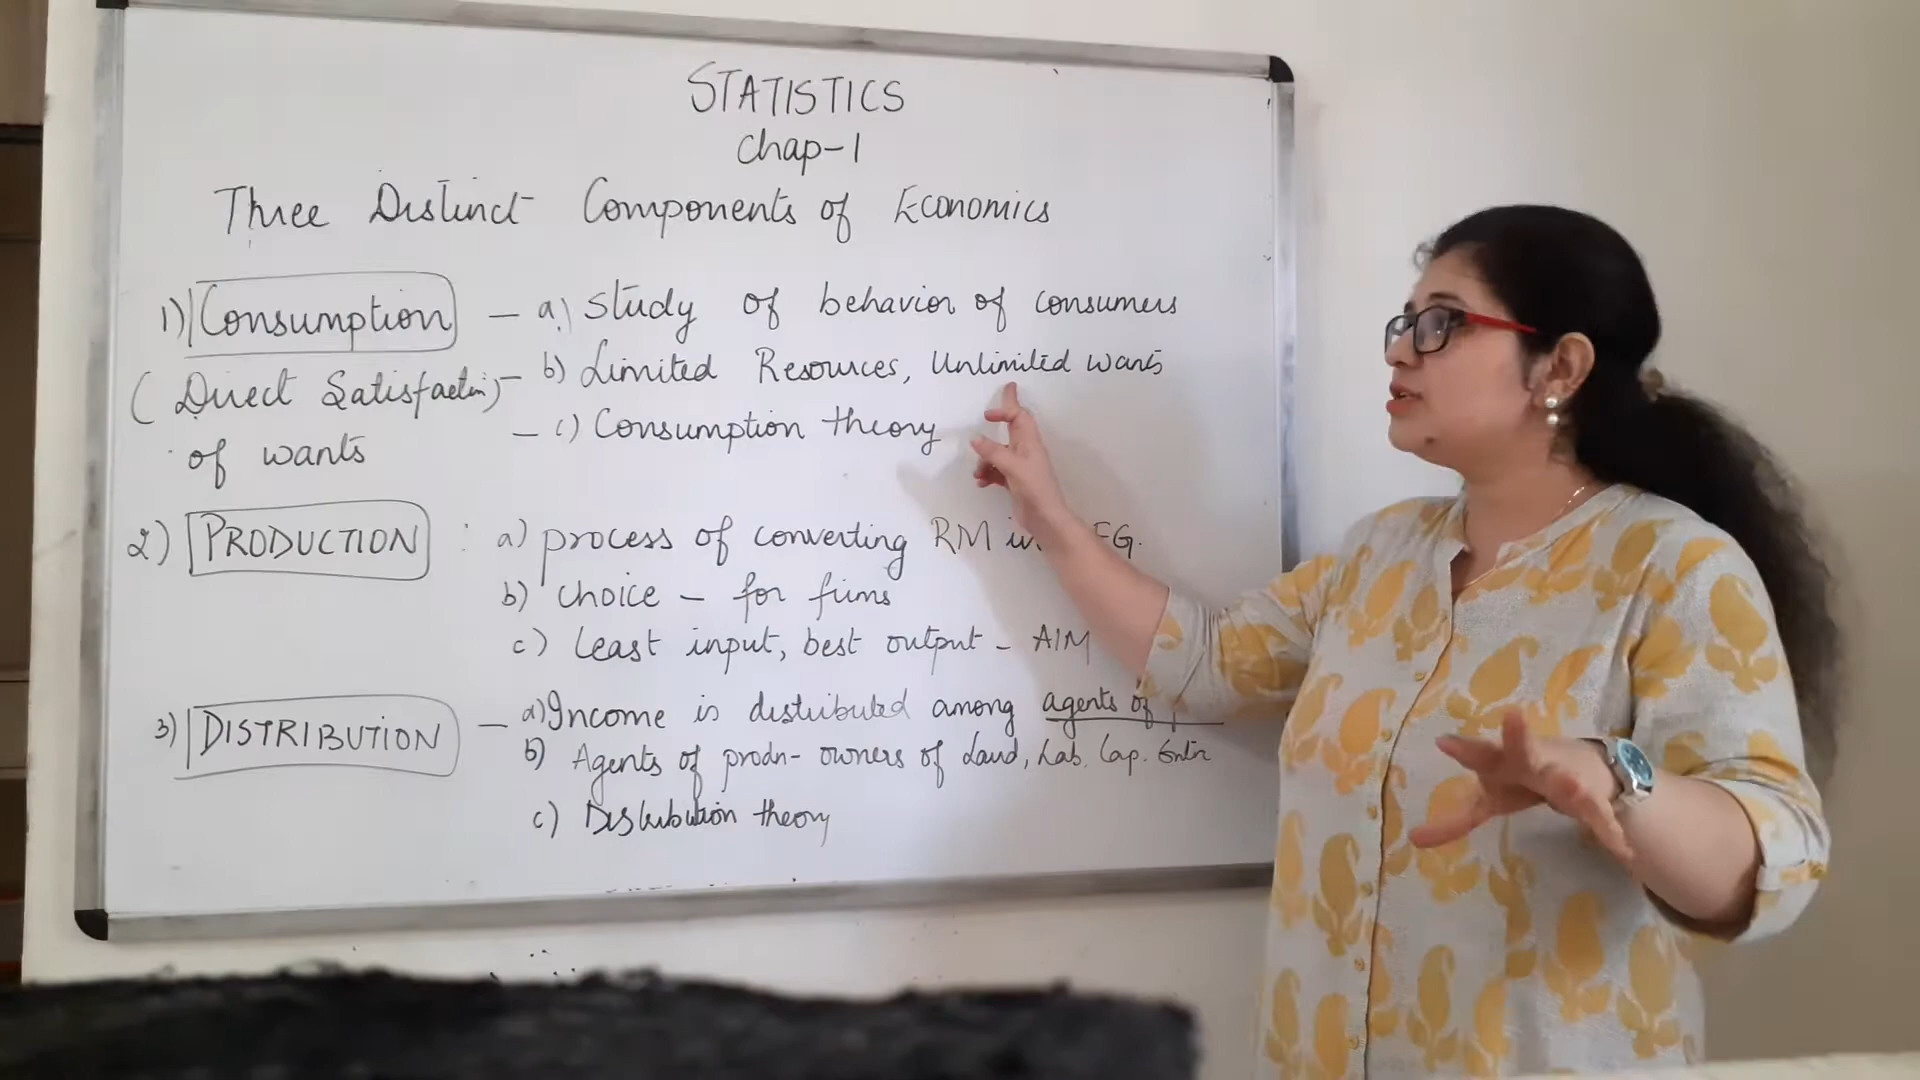 STATISTICS
Chap-1
Three Distinct Components of Economics
1) Consumption – a) Study of behavior of consumers
(Direct Satisfaction) – b) Limited Resources, Unlimited wants
of wants – c) Consumption theory
2) PRODUCTION : a) process of converting RM FG.
b) choice – for firms
c) Least input, best output – AIM
3) DISTRIBUTION – a) Income is distributed among agents of
b) Agents of prodn- owners of Land, Lab. Cap. Entr
c) Distribution theory